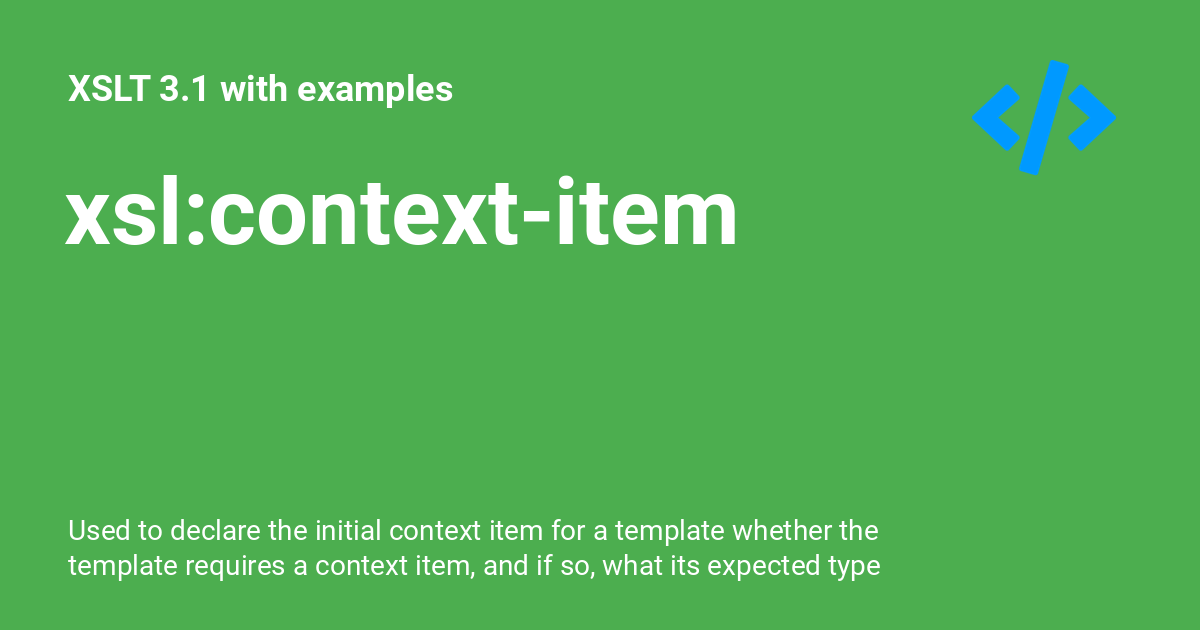 XSLT 3.1 with examples
xsl:context-item
Used to declare the initial context item for a template whether the
template requires a context item, and if so, what its expected type